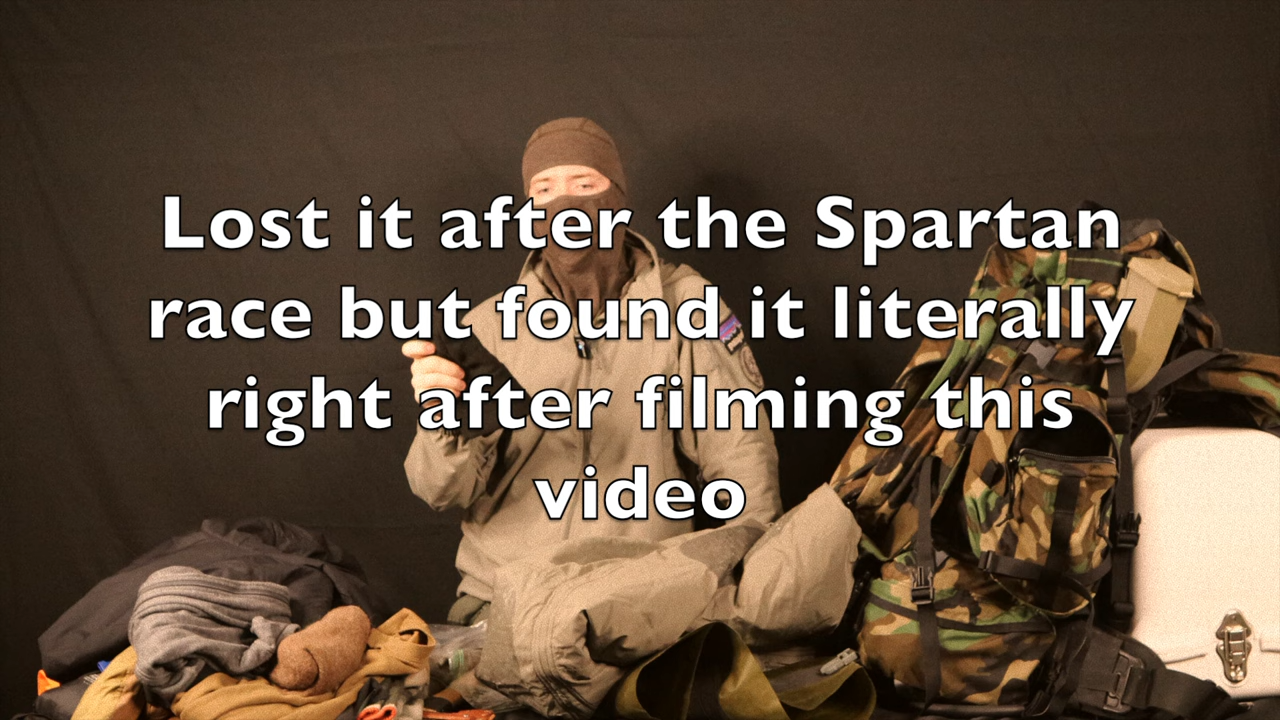 Lost it after the Spartan
race but found it literally
right after filming this
video